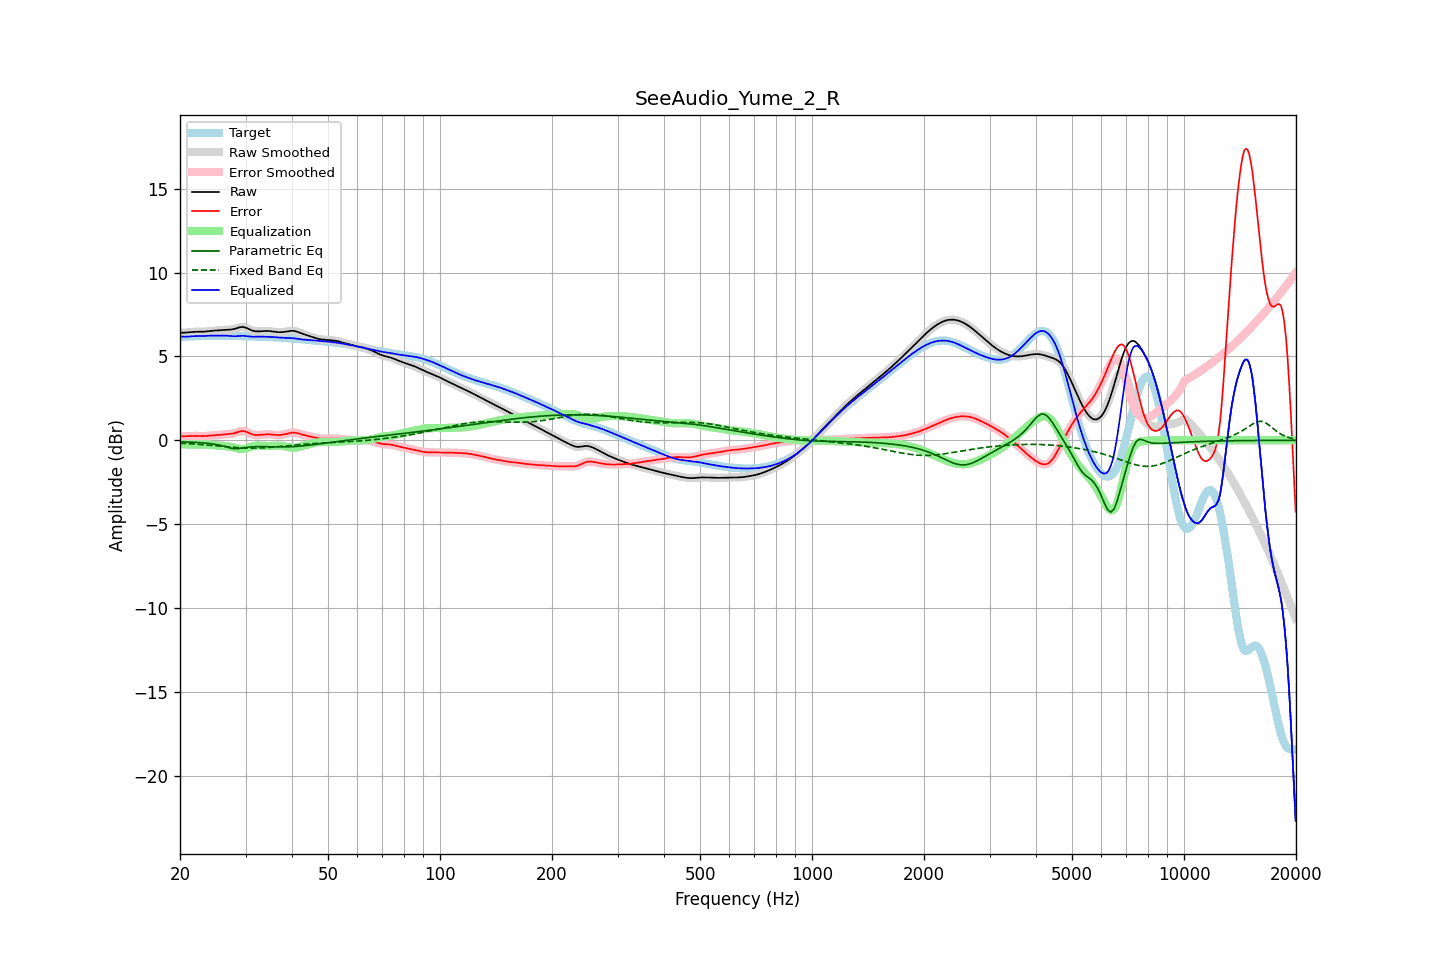 SeeAudio_Yume_2_R
Target
Raw Smoothed
Error Smoothed
Raw
Error
Equalization
Parametric Eq
Fixed Band Eq
Equalized
15
10
5
0
−5
−10
−15
−20
Amplitude (dBr)
20 50 100 200 500 1000 2000 5000 10000 20000
Frequency (Hz)